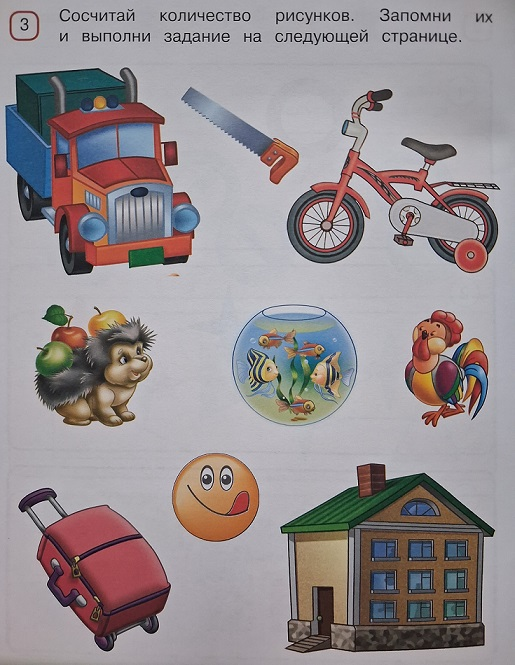 3
Сосчитай количество рисунков. Запомни их
и выполни задание на следующей странице.